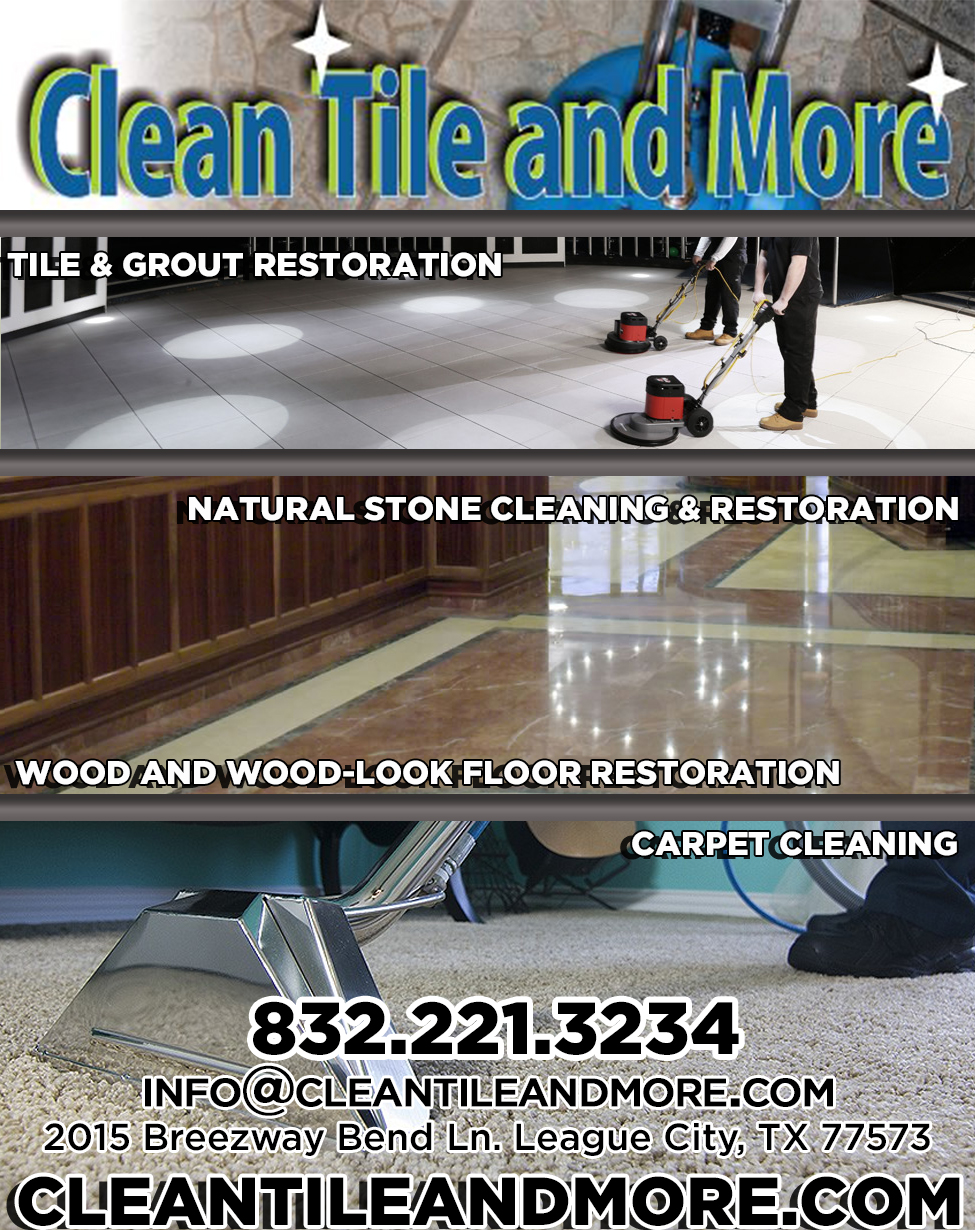 Clean Tile and More
TILE & GROUT RESTORATION
NATURAL STONE CLEANING & RESTORATION
WOOD AND WOOD-LOOK FLOOR RESTORATION
CARPET CLEANING
832.221.3234
INFO@CLEANTILEANDMORE.COM
2015 Breezway Bend Ln. League City, TX 77573
CLEANTILEANDMORE.COM